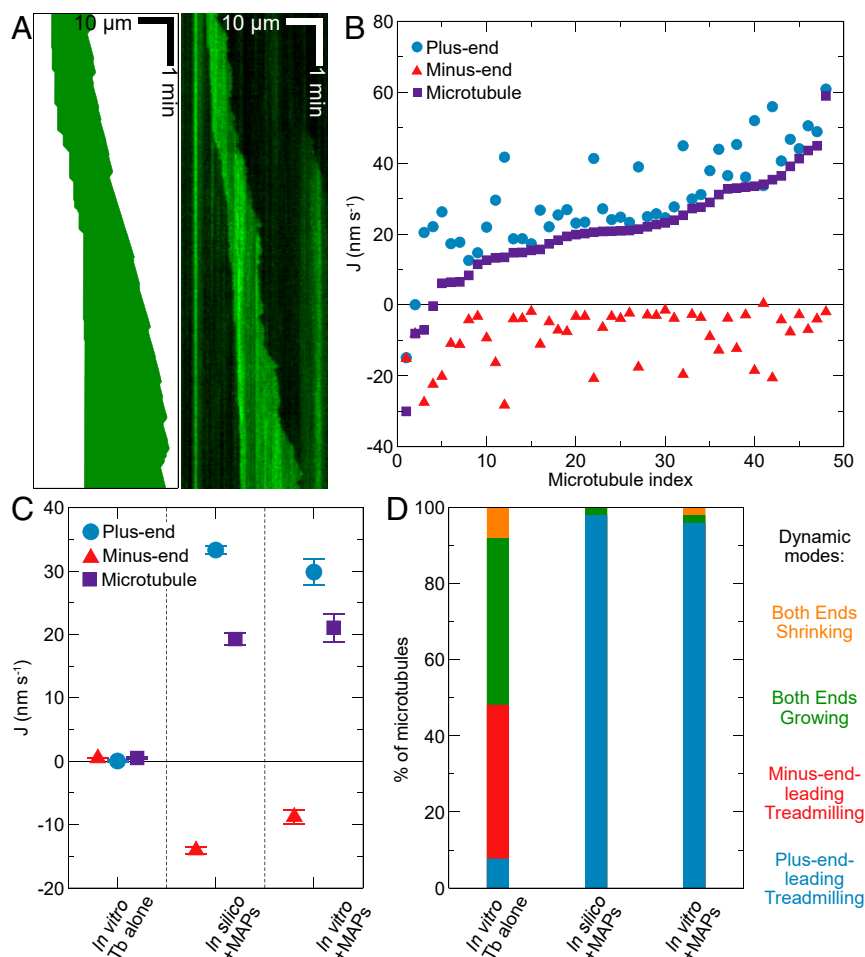 A
10 µm
1 min
10 µm
1 min
B
80
60
40
20
0
-20
-40
J (nm s⁻¹)
Plus-end
Minus-end
Microtubule
0
10
20
30
40
50
Microtubule index
C
40
30
20
10
0
-10
-20
J (nm s⁻¹)
Plus-end
Minus-end
Microtubule
In vitro
Tb alone
In silico
+MAPs
In vitro
+MAPs
D
100
80
60
40
20
0
% of microtubules
In vitro
Tb alone
In silico
+MAPs
In vitro
+MAPs
Dynamic
modes:
Both Ends
Shrinking
Both Ends
Growing
Minus-end-
leading
Treadmilling
Plus-end-
leading
Treadmilling